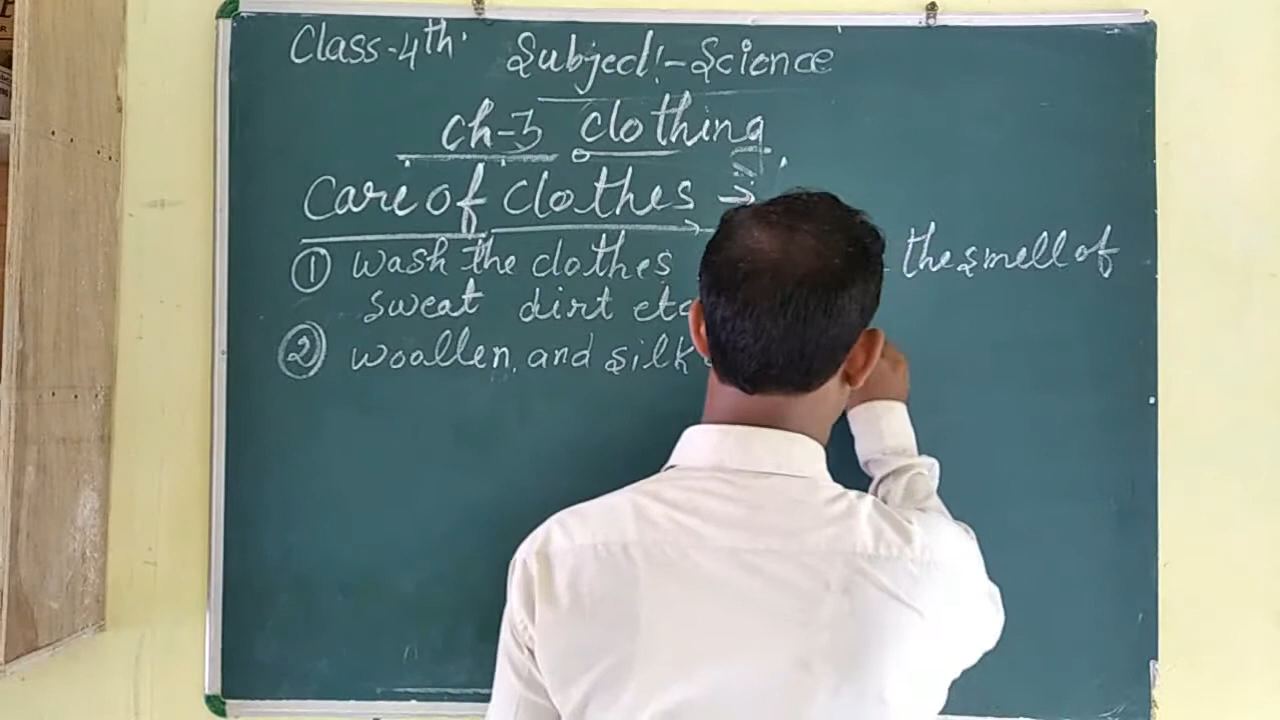 Class-4th.
Subject:-Science
Ch-3 clothing
Care of clothes
① Wash the clothes the smell of
sweat dirt etc
② Woollen, and silk